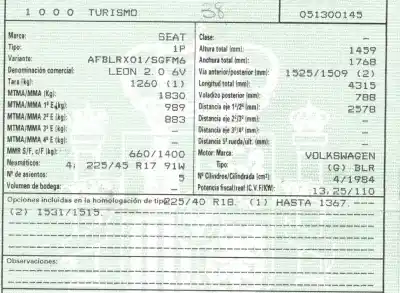 1 0 0 0 TURISMO 38 051300145
Marca: SEAT
Tipo: 1P
Variante: AFBLRX01/SGFM6
Denominación comercial: LEON 2.0 6V
Tara (kg): 1260 (1)
MTMA/MMA (Kg): 1830
MTMA/MMA 1º E (kg): 989
MTMA/MMA 2º E (kg): 883
MTMA/MMA 3º E (kg): —
MTMA/MMA 4º E (kg): —
MMR S/F, c/F (kg): 660/1400
Neumáticos: 4. 225/45 R17 91W
Nº de asientos: 5
Volumen de bodega: —
Clase: —
Altura total (mm): 1459
Anchura total (mm): 1768
Vía anterior/posterior (mm): 1525/1509 (2)
Longitud total (mm): 4315
Voladizo posterior (mm): 788
Distancia eje 1º/2º (mm): 2578
Distancia eje 2º/3º (mm): —
Distancia eje 3º/4º (mm): —
Distancia 5ª rueda/ult. (mm): —
Motor: Marca: VOLKSWAGEN
Tipo: (G) BLR
Nº Cilindros/Cilindrada (cm³): 4/1984
Potencia fiscal/real (C.V.F/KW): 13,25/110
Opciones incluidas en la homologación de tipo: 225/40 R18. (1) HASTA 1367. ---
(2) 1531/1515. ---
Observaciones: